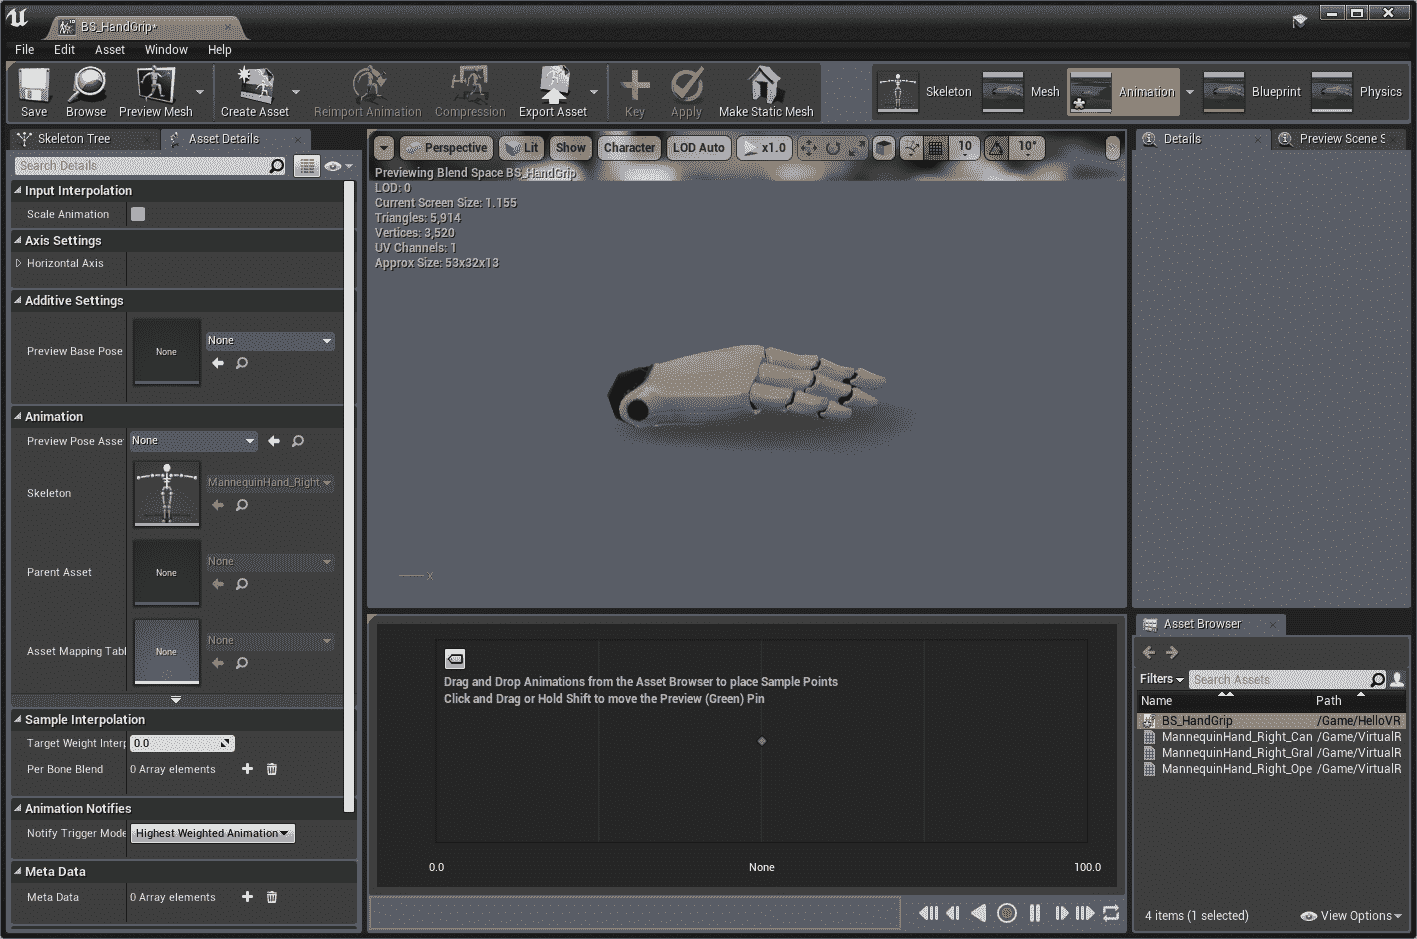 BS_HandGrip*
File Edit Asset Window Help
Save Browse Preview Mesh Create Asset Reimport Animation Compression Export Asset Key Apply Make Static Mesh Skeleton Mesh Animation Blueprint Physics
Skeleton Tree Asset Details
Search Details
Input Interpolation
Scale Animation
Axis Settings
Horizontal Axis
Additive Settings
Preview Base Pose None None
Animation
Preview Pose Asse None
Skeleton MannequinHand_Right
Parent Asset None None
Asset Mapping Tabl None None
Sample Interpolation
Target Weight Interp 0.0
Per Bone Blend 0 Array elements
Animation Notifies
Notify Trigger Mode Highest Weighted Animation
Meta Data
Meta Data 0 Array elements
Perspective Lit Show Character LOD Auto x1.0 10 10°
Previewing Blend Space BS_HandGrip
LOD: 0
Current Screen Size: 1.155
Triangles: 5,914
Vertices: 3,520
UV Channels: 1
Approx Size: 53x32x13
X
Drag and Drop Animations from the Asset Browser to place Sample Points
Click and Drag or Hold Shift to move the Preview (Green) Pin
0.0 None 100.0
Details Preview Scene S
Asset Browser
Filters Search Assets
Name Path
BS_HandGrip /Game/HelloVR
MannequinHand_Right_Can /Game/VirtualR
MannequinHand_Right_Gral /Game/VirtualR
MannequinHand_Right_Ope /Game/VirtualR
4 items (1 selected) View Options